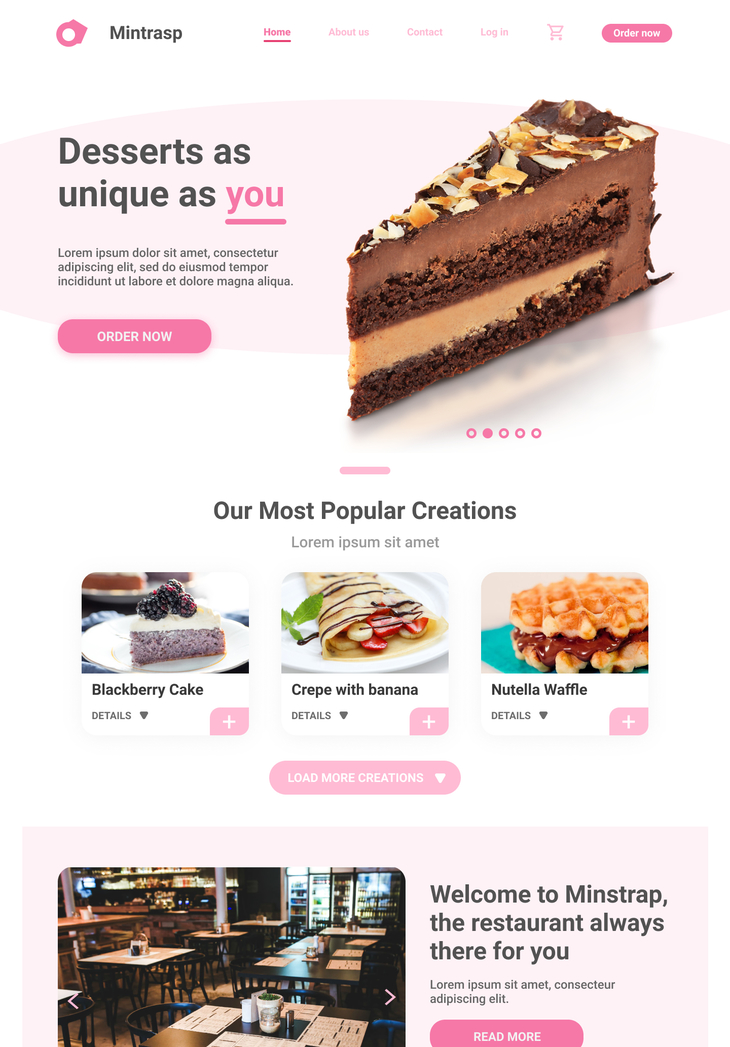 Mintrasp
Home
About us
Contact
Log in
Order now
Desserts as
unique as you
Lorem ipsum dolor sit amet, consectetur
adipiscing elit, sed do eiusmod tempor
incididunt ut labore et dolore magna aliqua.
ORDER NOW
Our Most Popular Creations
Lorem ipsum sit amet
Blackberry Cake
DETAILS
Crepe with banana
DETAILS
Nutella Waffle
DETAILS
LOAD MORE CREATIONS
Welcome to Minstrap,
the restaurant always
there for you
Lorem ipsum sit amet, consecteur
adipiscing elit.
READ MORE